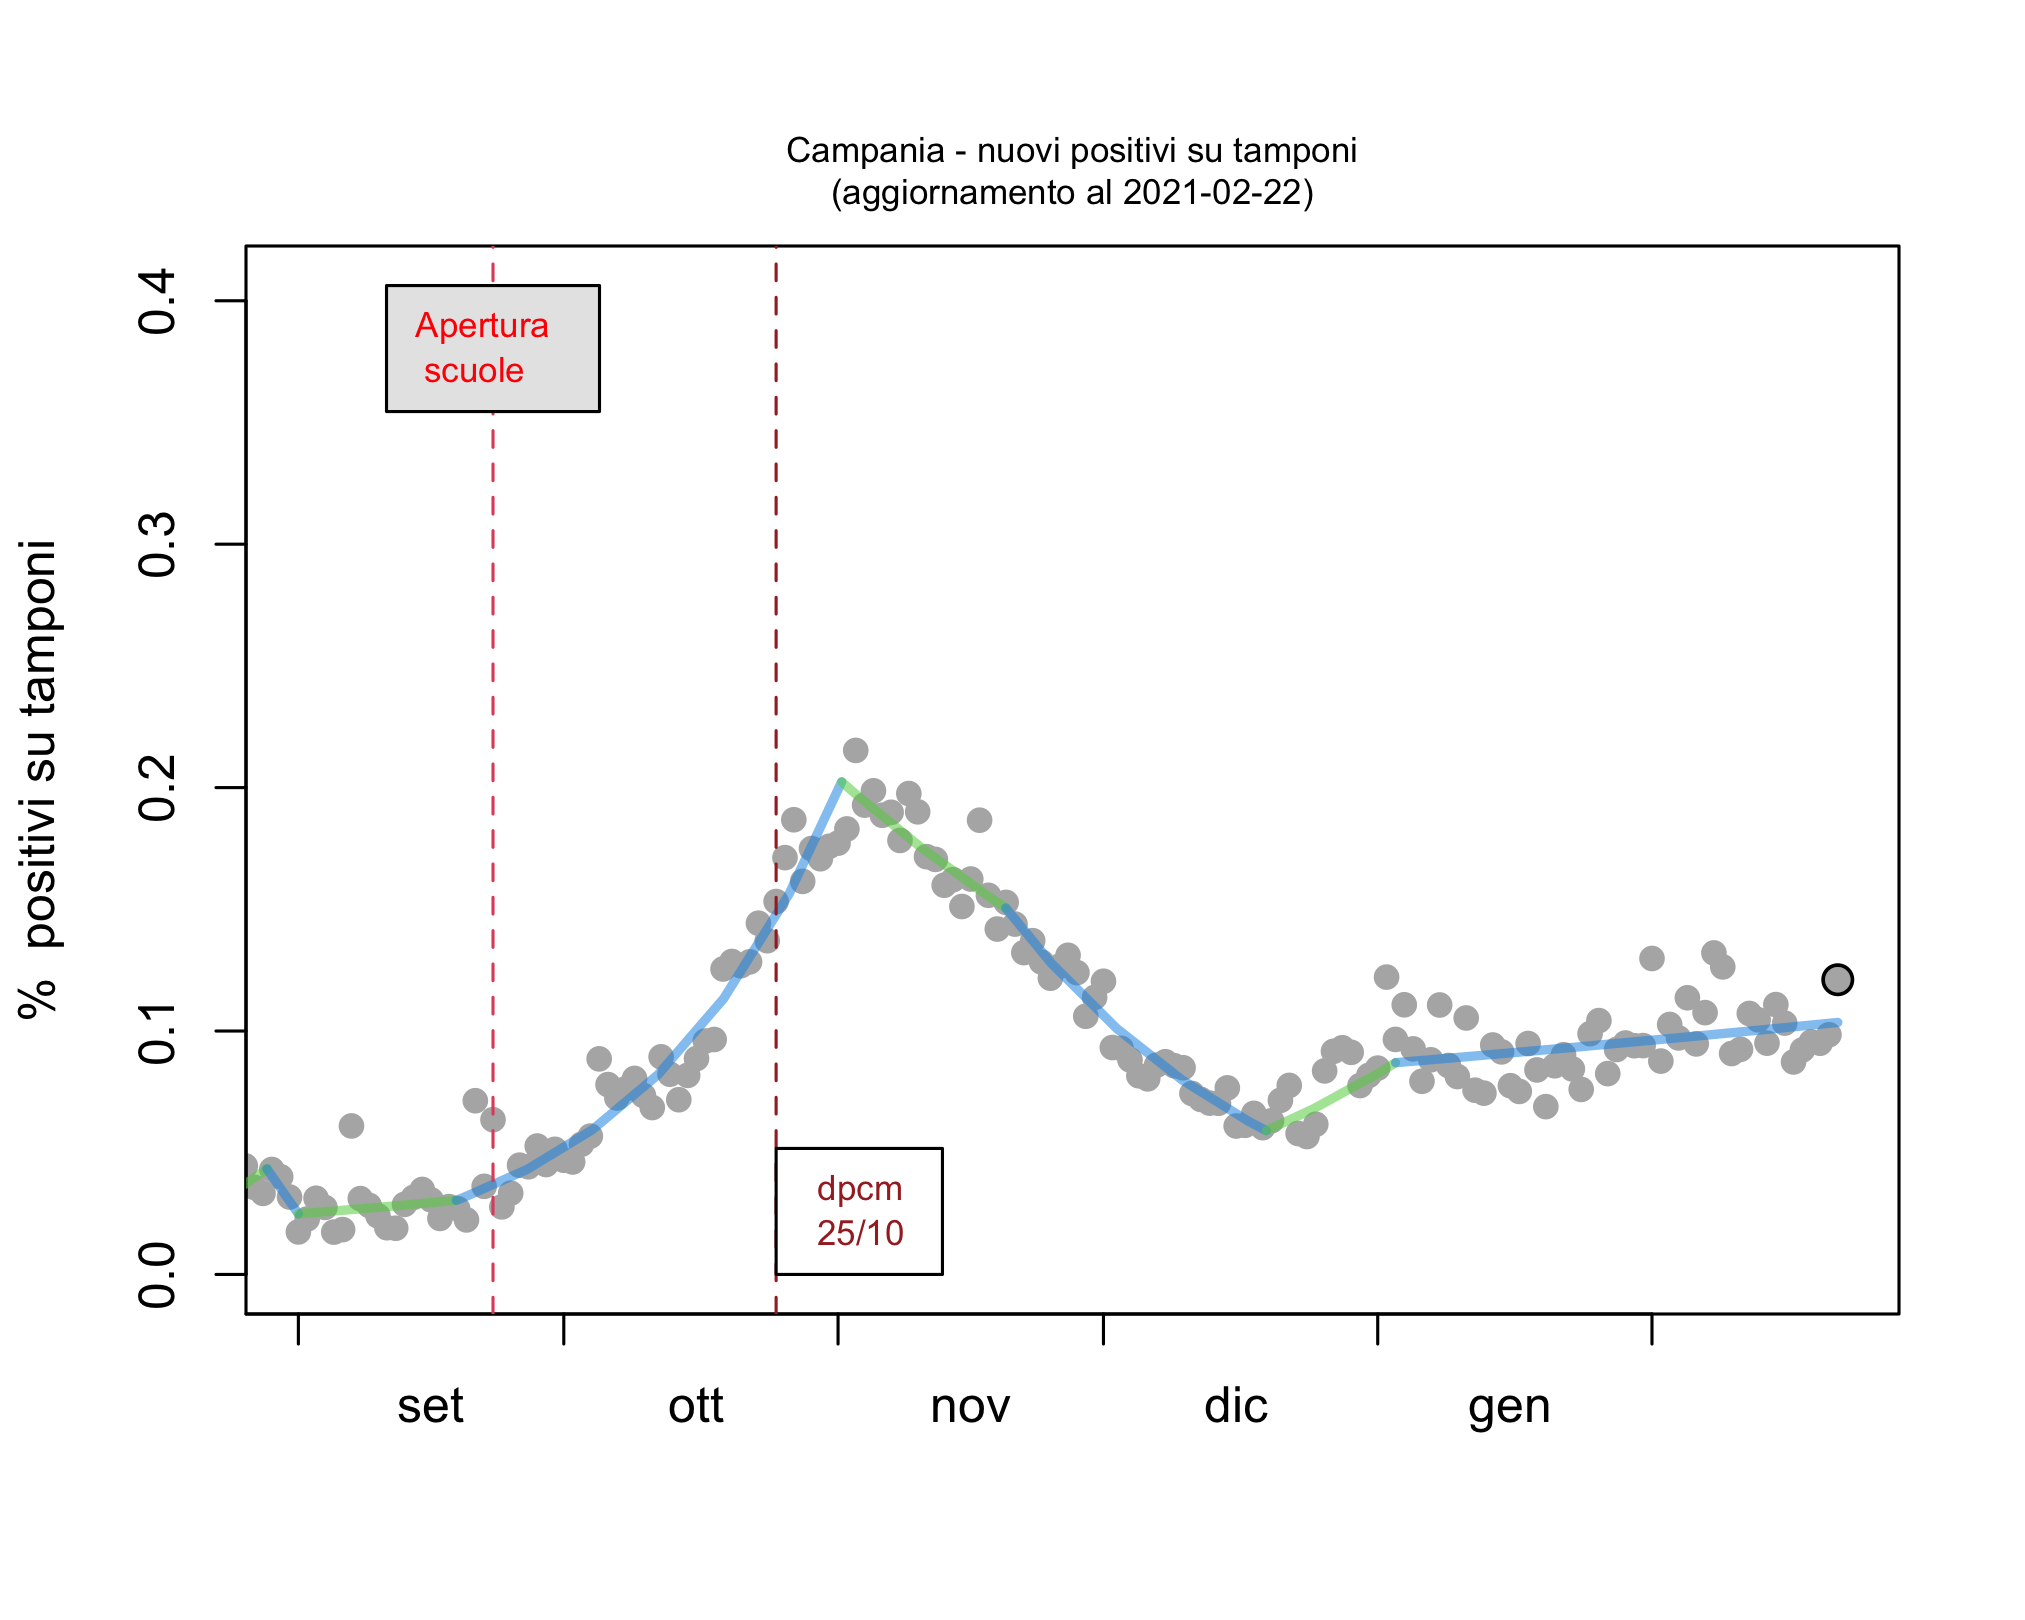 Campania - nuovi positivi su tamponi
(aggiornamento al 2021-02-22)
% positivi su tamponi
0.4
0.3
0.2
0.1
0.0
Apertura
scuole
dpcm
25/10
set
ott
nov
dic
gen